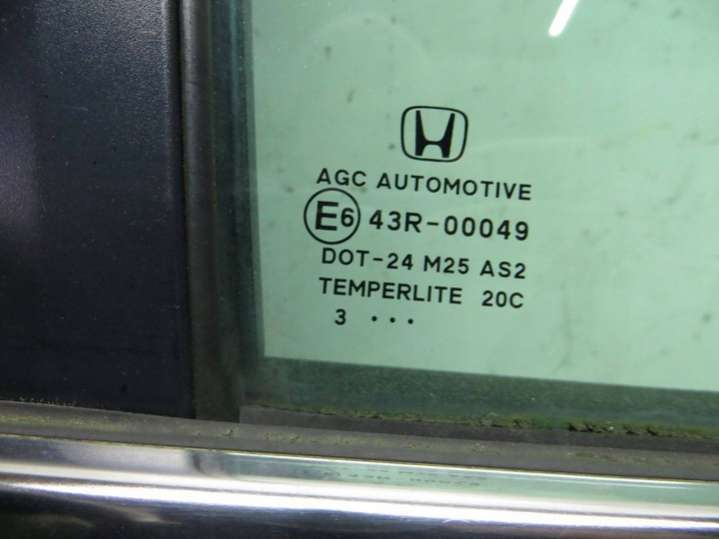 AGC AUTOMOTIVE
E6 43R-00049
DOT-24 M25 AS2
TEMPERLITE 20C
3 ...